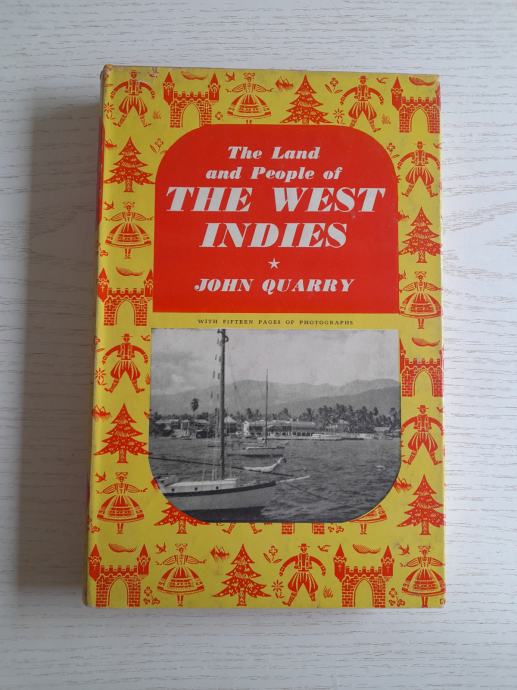 The Land
and People of
THE WEST
INDIES
JOHN QUARRY
WITH FIFTEEN PAGES OF PHOTOGRAPHS